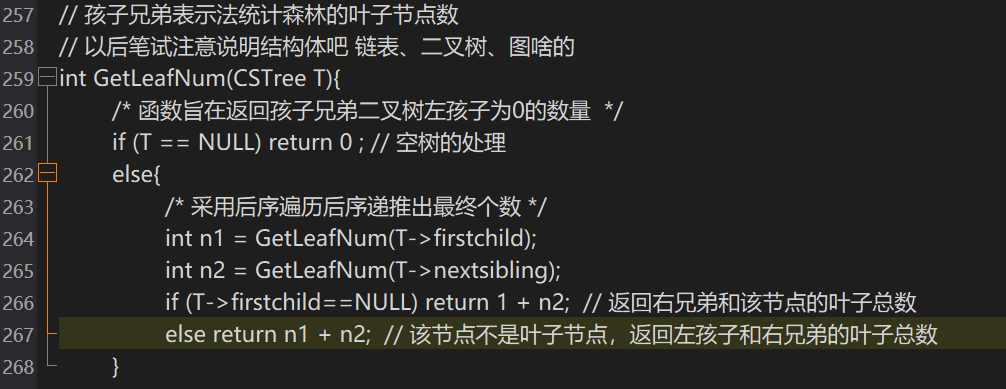 257 // 孩子兄弟表示法统计森林的叶子节点数
258 // 以后笔试注意说明结构体吧 链表、二叉树、图啥的
259 int GetLeafNum(CSTree T){
260 /* 函数旨在返回孩子兄弟二叉树左孩子为0的数量  */
261 if (T == NULL) return 0 ; // 空树的处理
262 else{
263 /* 采用后序遍历后序递推出最终个数 */
264 int n1 = GetLeafNum(T->firstchild);
265 int n2 = GetLeafNum(T->nextsibling);
266 if (T->firstchild==NULL) return 1 + n2;  // 返回右兄弟和该节点的叶子总数
267 else return n1 + n2;  // 该节点不是叶子节点，返回左孩子和右兄弟的叶子总数
268 }